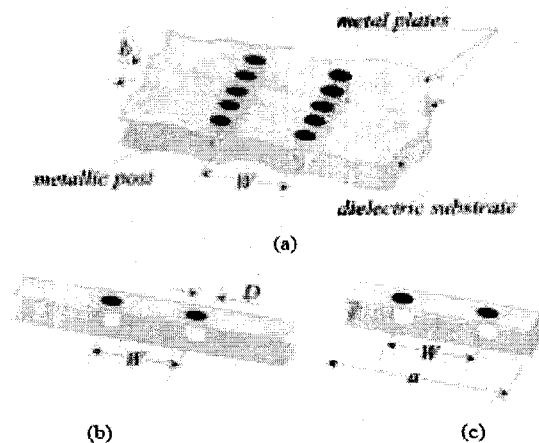 metal plates
b
metallic post
W
dielectric substrate
(a)
D
W
W
a
(b)
(c)